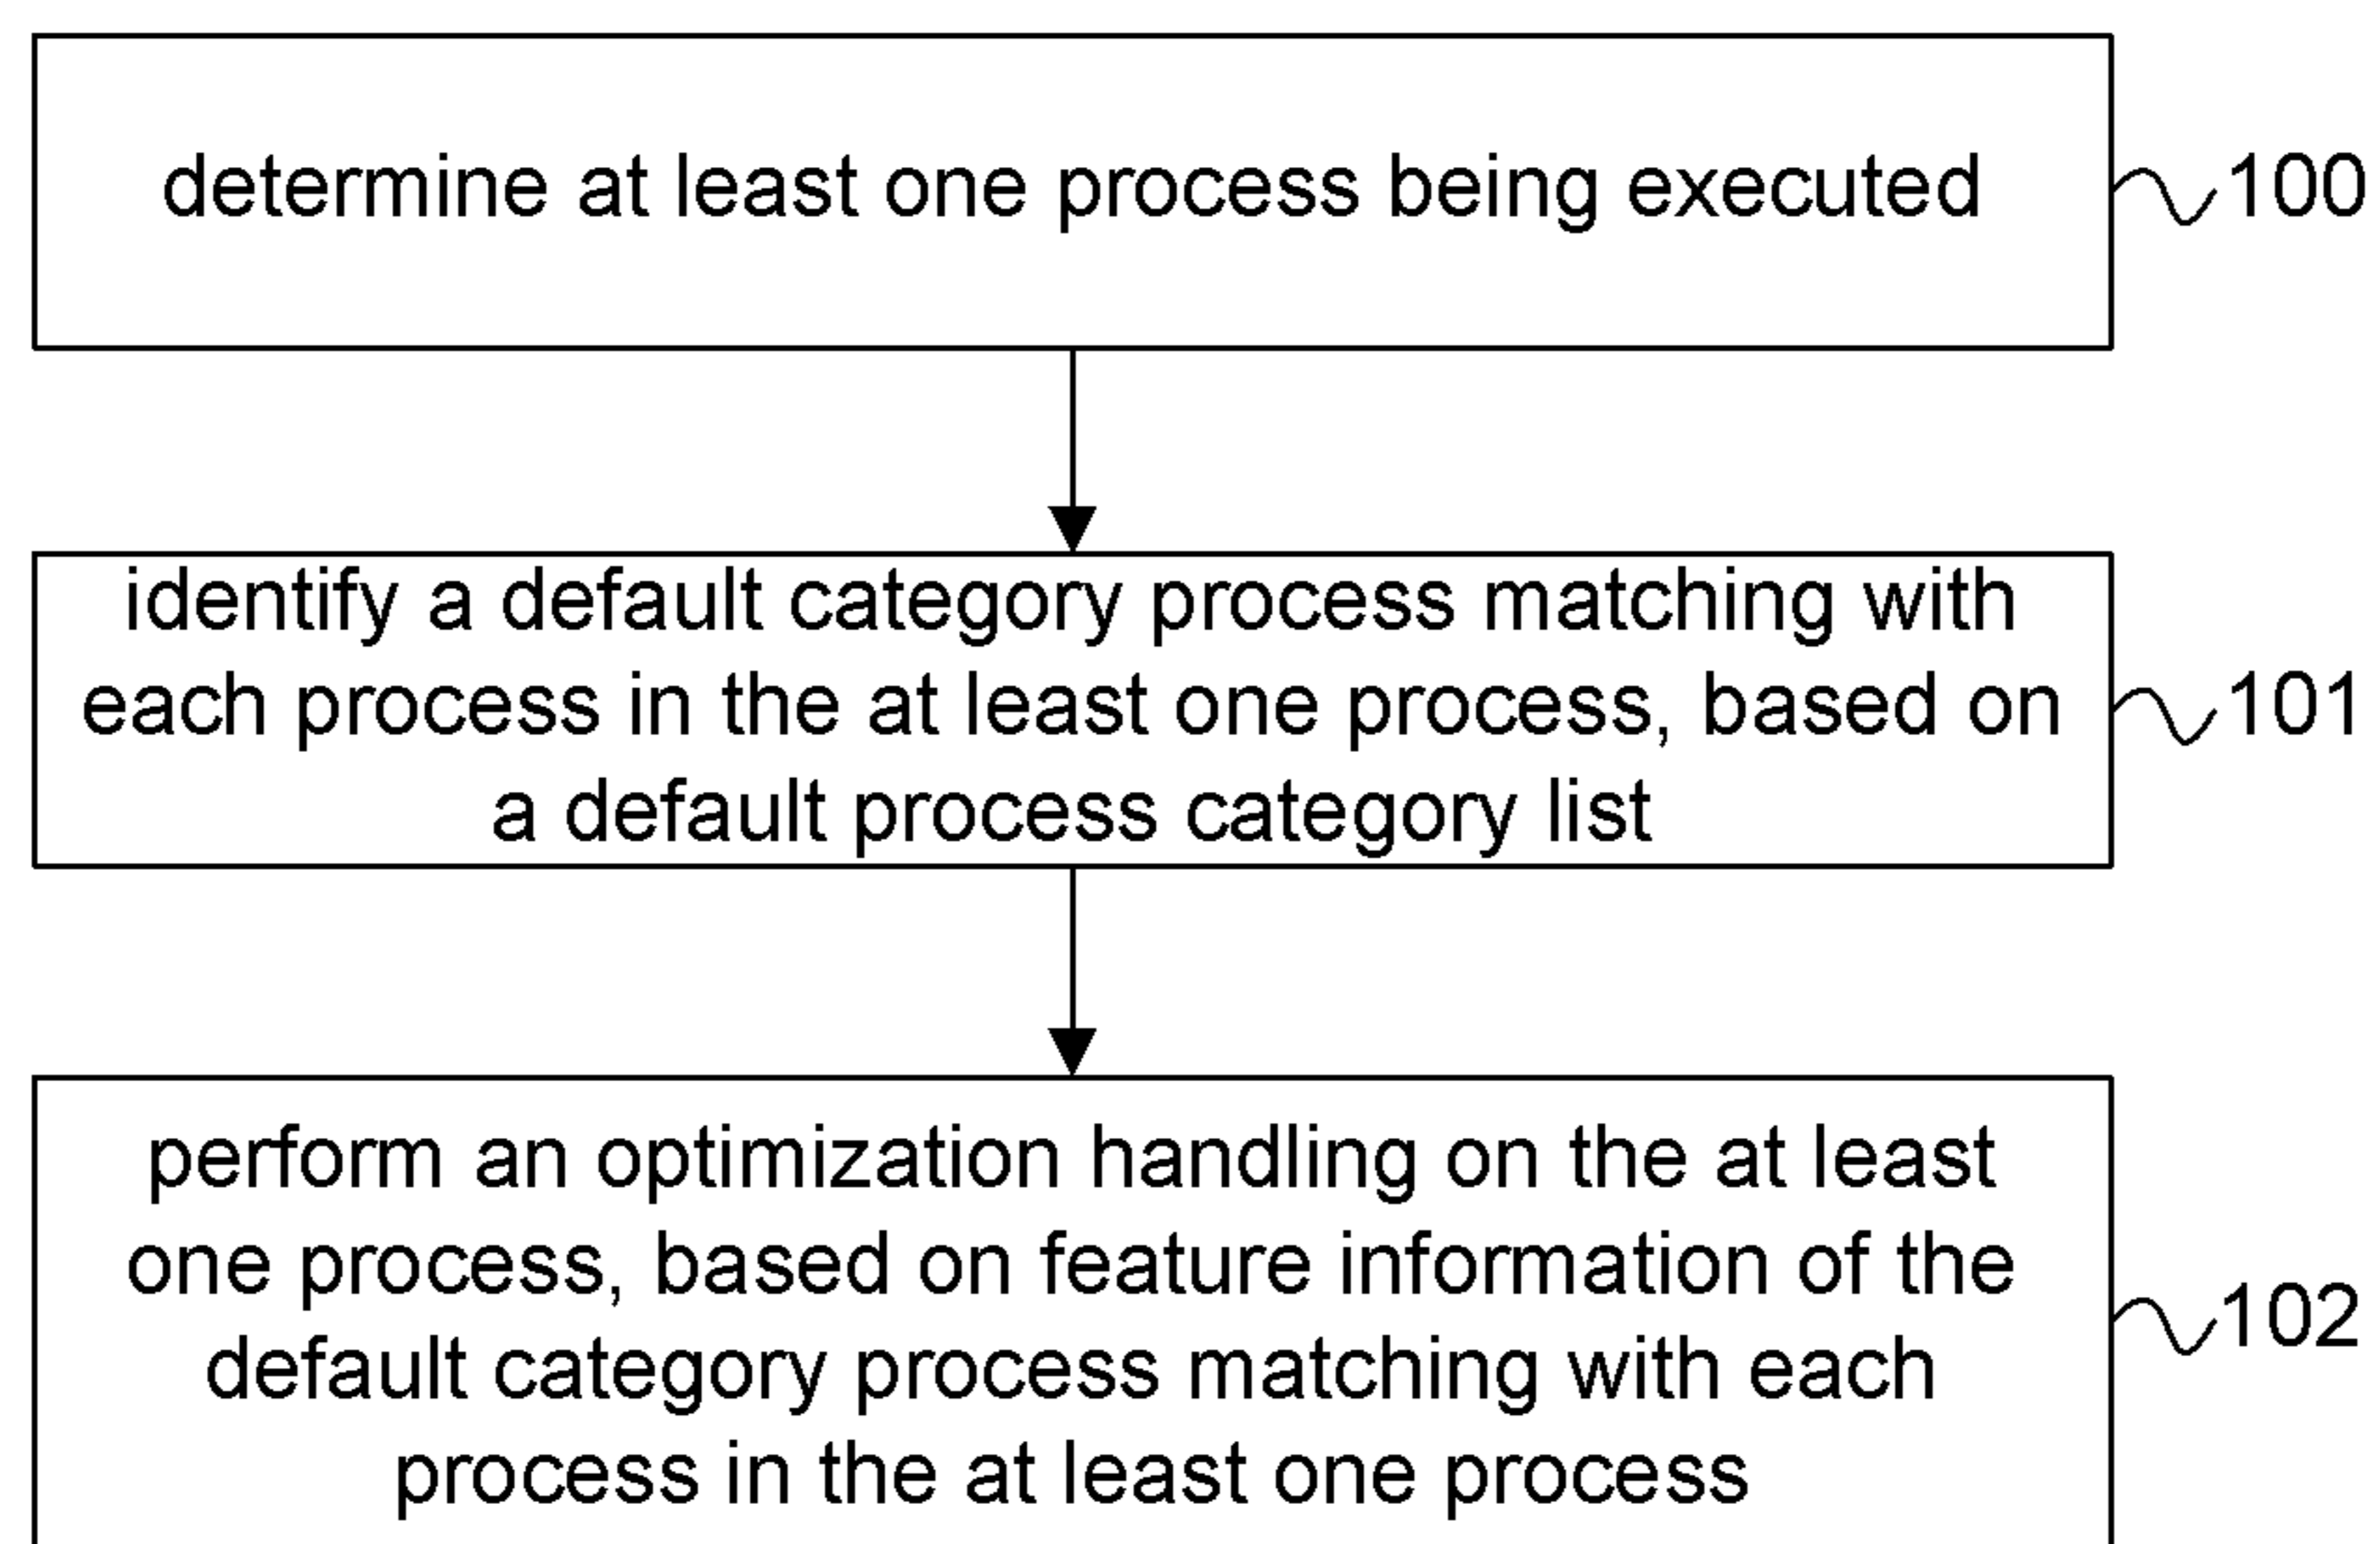 determine at least one process being executed
100
identify a default category process matching with
each process in the at least one process, based on
a default process category list
101
perform an optimization handling on the at least
one process, based on feature information of the
default category process matching with each
process in the at least one process
102